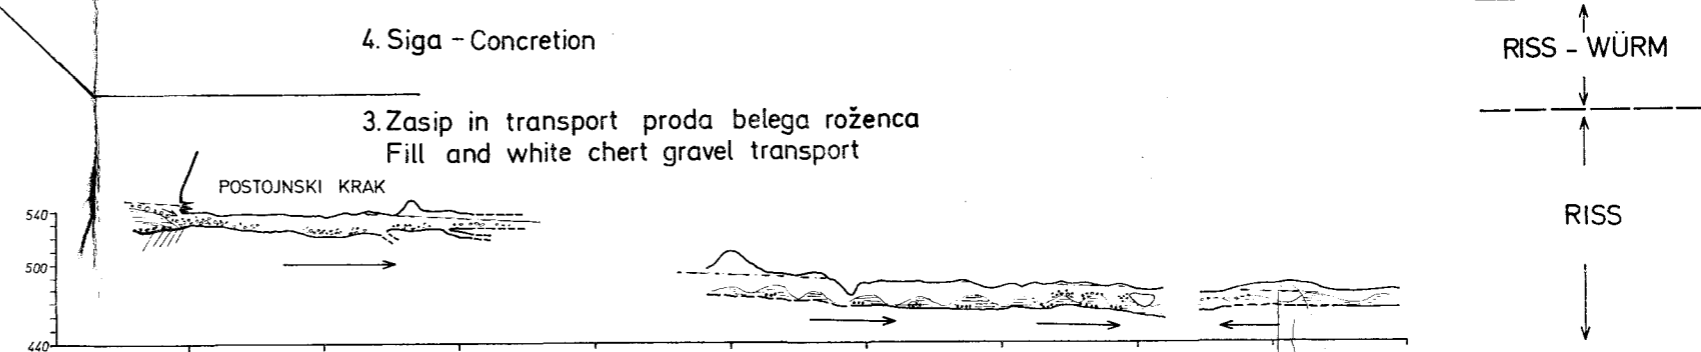 4. Siga - Concretion
RISS - WÜRM
3. Zasip in transport proda belega roženca
Fill and white chert gravel transport
POSTOJNSKI KRAK
540
500
440
RISS